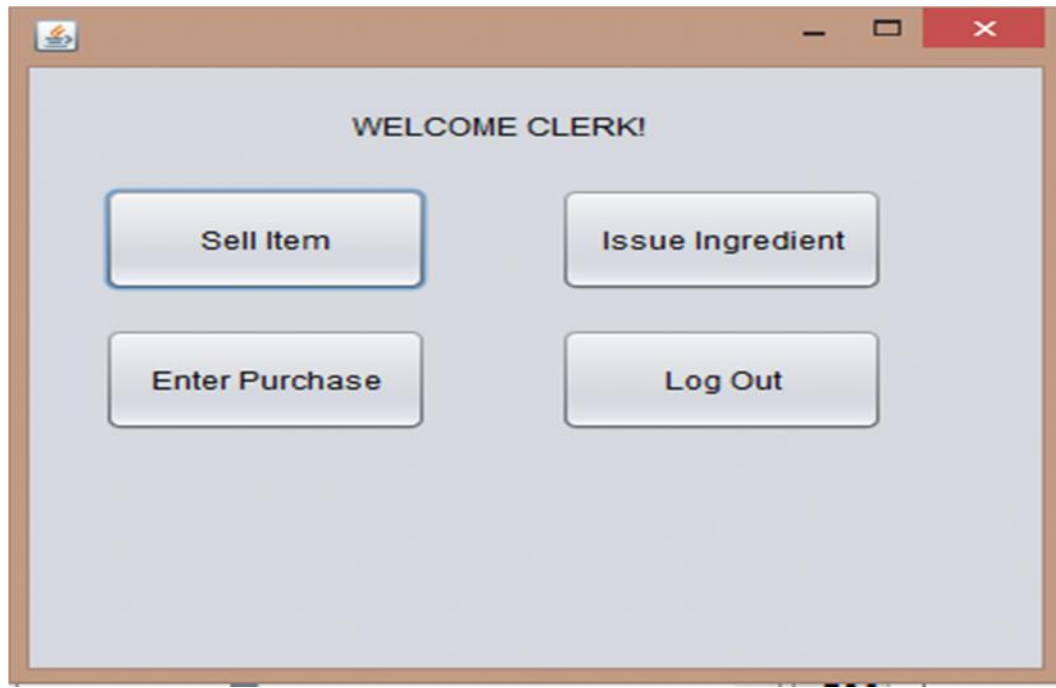 WELCOME CLERK!
Sell Item
Issue Ingredient
Enter Purchase
Log Out